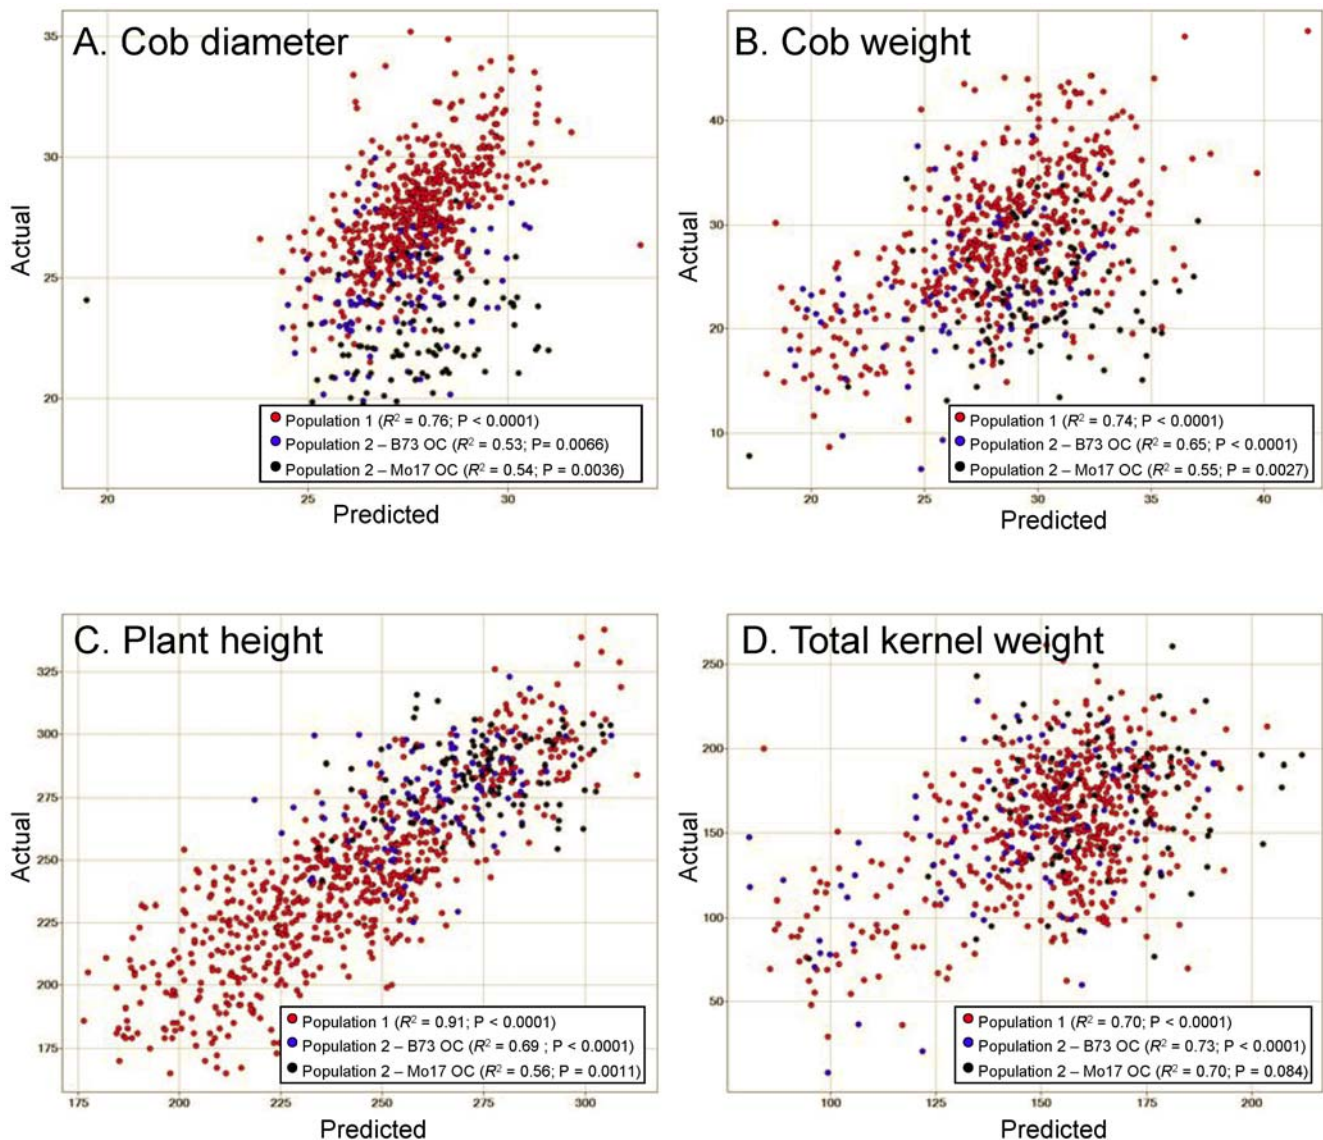 A. Cob diameter
35
30
25
20
Actual
Population 1 (R² = 0.76; P < 0.0001)
Population 2 – B73 OC (R² = 0.53; P= 0.0066)
Population 2 – Mo17 OC (R² = 0.54; P = 0.0036)
20 25 30
Predicted
B. Cob weight
40
30
20
10
Actual
Population 1 (R² = 0.74; P < 0.0001)
Population 2 – B73 OC (R² = 0.65; P < 0.0001)
Population 2 – Mo17 OC (R² = 0.55; P = 0.0027)
20 25 30 35 40
Predicted
C. Plant height
325
300
275
250
225
200
175
Actual
Population 1 (R² = 0.91; P < 0.0001)
Population 2 – B73 OC (R² = 0.69 ; P < 0.0001)
Population 2 – Mo17 OC (R² = 0.56; P = 0.0011)
175 200 225 250 275 300
Predicted
D. Total kernel weight
250
200
150
100
50
Actual
Population 1 (R² = 0.70; P < 0.0001)
Population 2 – B73 OC (R² = 0.73; P < 0.0001)
Population 2 – Mo17 OC (R² = 0.70; P = 0.084)
100 125 150 175 200
Predicted